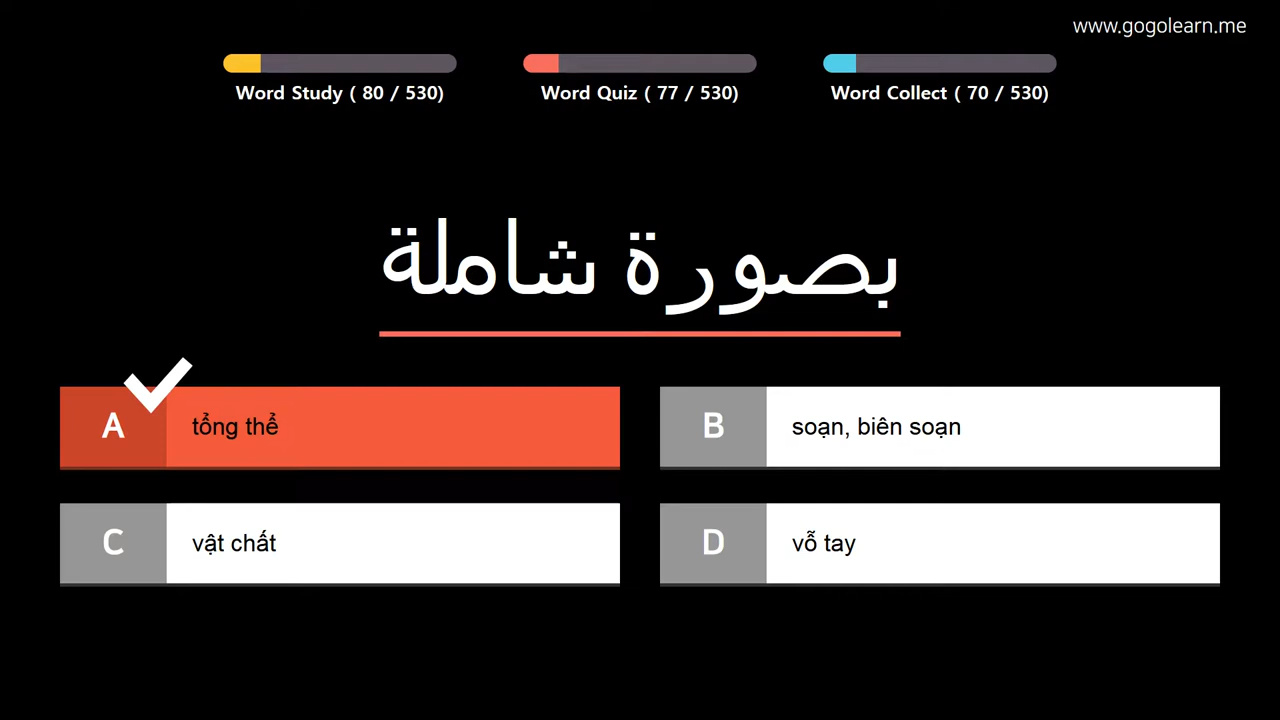 www.gogolearn.me
Word Study ( 80 / 530)
Word Quiz ( 77 / 530)
Word Collect ( 70 / 530)
بصورة شاملة
A
tổng thể
B
soạn, biên soạn
C
vật chất
D
vỗ tay